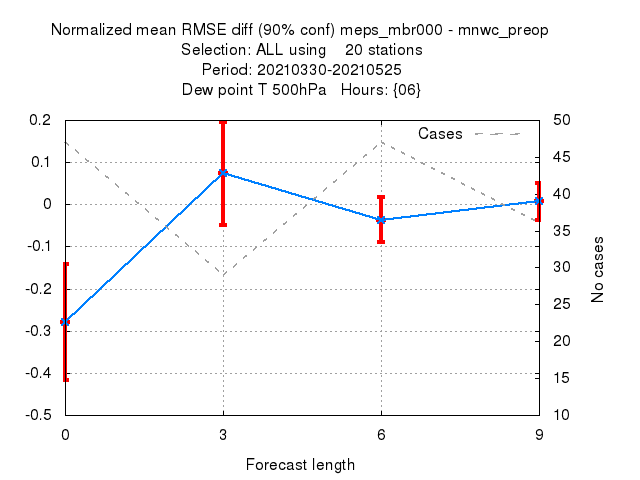 Normalized mean RMSE diff (90% conf) meps_mbr000 - mnwc_preop
Selection: ALL using    20 stations
Period: 20210330-20210525
Dew point T 500hPa   Hours: {06}
Cases
0.2
0.1
0
-0.1
-0.2
-0.3
-0.4
-0.5
50
45
40
35
30
25
20
15
10
No cases
0 3 6 9
Forecast length